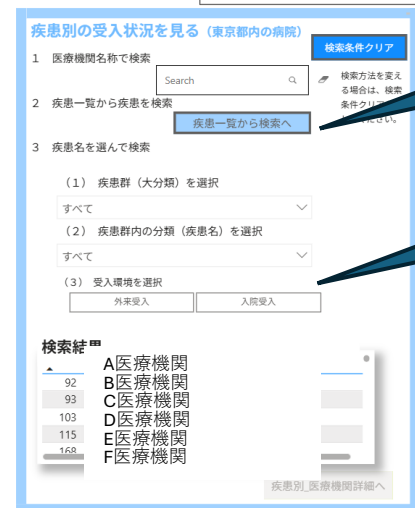 疾患別の受入状況を見る（東京都内の病院）
検索条件クリア
1 医療機関名称で検索
Search
検索方法を変え
る場合は、検索
2 疾患一覧から疾患を検索
疾患一覧から検索へ
3 疾患名を選んで検索
（1） 疾患群（大分類）を選択
すべて
（2） 疾患群内の分類（疾患名）を選択
すべて
（3） 受入環境を選択
外来受入
入院受入
A医療機関
B医療機関
C医療機関
D医療機関
E医療機関
F医療機関
92
93
103
115
168
疾患別_医療機関詳細へ